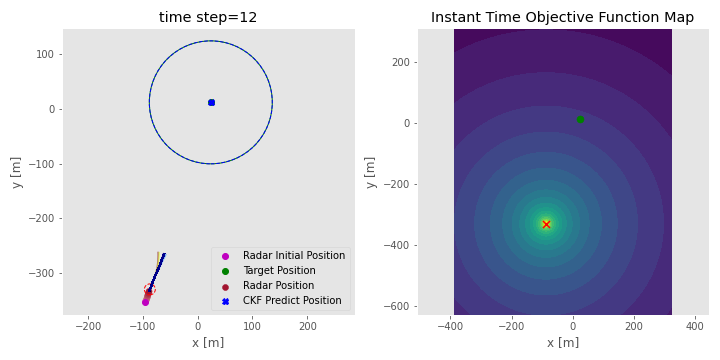 time step=12
100
0
−100
−200
−300
y [m]
−200
−100
0
100
200
x [m]
Radar Initial Position
Target Position
Radar Position
CKF Predict Position
Instant Time Objective Function Map
200
0
−200
−400
−600
y [m]
−400
−200
0
200
400
x [m]